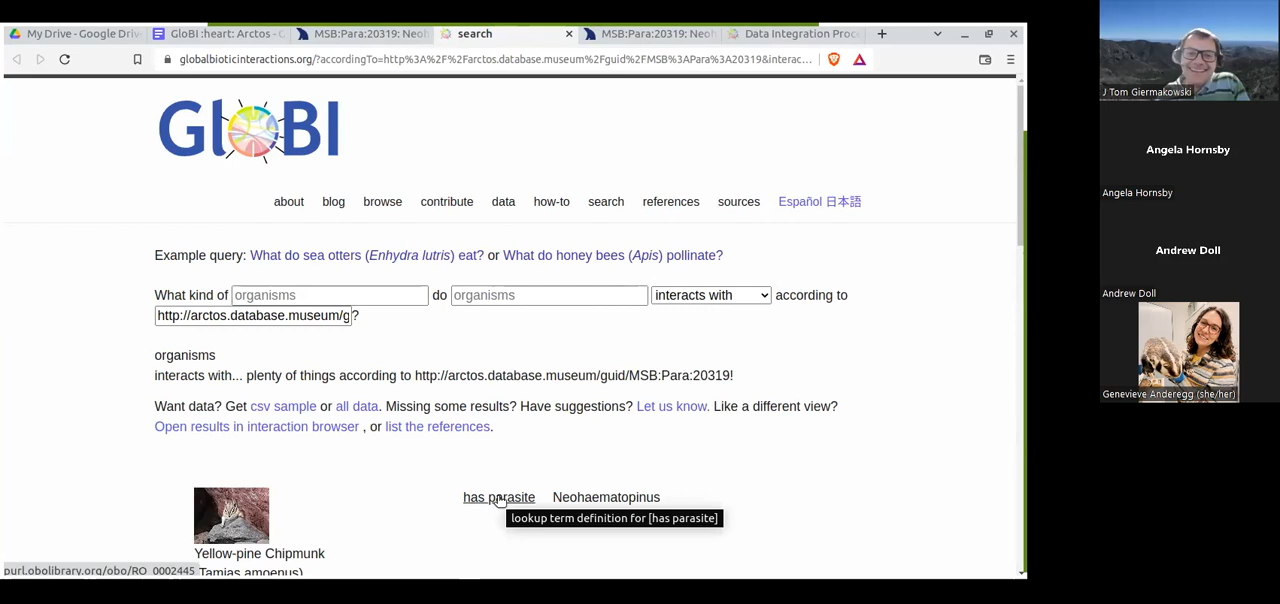 My Drive - Google Driv
GloBI :heart: Arctos - G
MSB:Para:20319: Neoh
search
MSB:Para:20319: Neoh
Data Integration Proc
globalbioticinteractions.org/?accordingTo=http%3A%2F%2Farctos.database.museum%2Fguid%2FMSB%3APara%3A20319&interac...
GloBI
about blog browse contribute data how-to search references sources Español 日本語
Example query: What do sea otters (Enhydra lutris) eat? or What do honey bees (Apis) pollinate?
What kind of organisms do organisms interacts with according to
http://arctos.database.museum/g ?
organisms
interacts with... plenty of things according to http://arctos.database.museum/guid/MSB:Para:20319!
Want data? Get csv sample or all data. Missing some results? Have suggestions? Let us know. Like a different view?
Open results in interaction browser , or list the references.
has parasite Neohaematopinus
lookup term definition for [has parasite]
Yellow-pine Chipmunk
(Tamias amoenus)
purl.obolibrary.org/obo/RO_0002445
J Tom Giermakowski
Angela Hornsby
Angela Hornsby
Andrew Doll
Andrew Doll
Genevieve Anderegg (she/her)